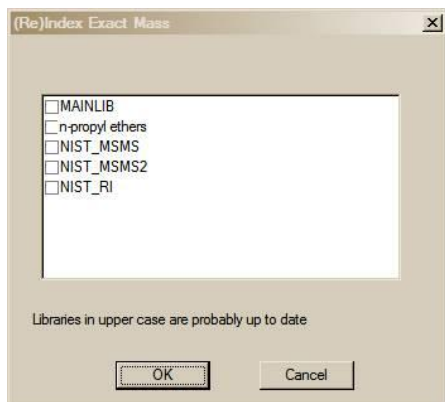 (Re)Index Exact Mass
MAINLIB
n-propyl ethers
NIST_MSMS
NIST_MSMS2
NIST_RI
Libraries in upper case are probably up to date
OK
Cancel